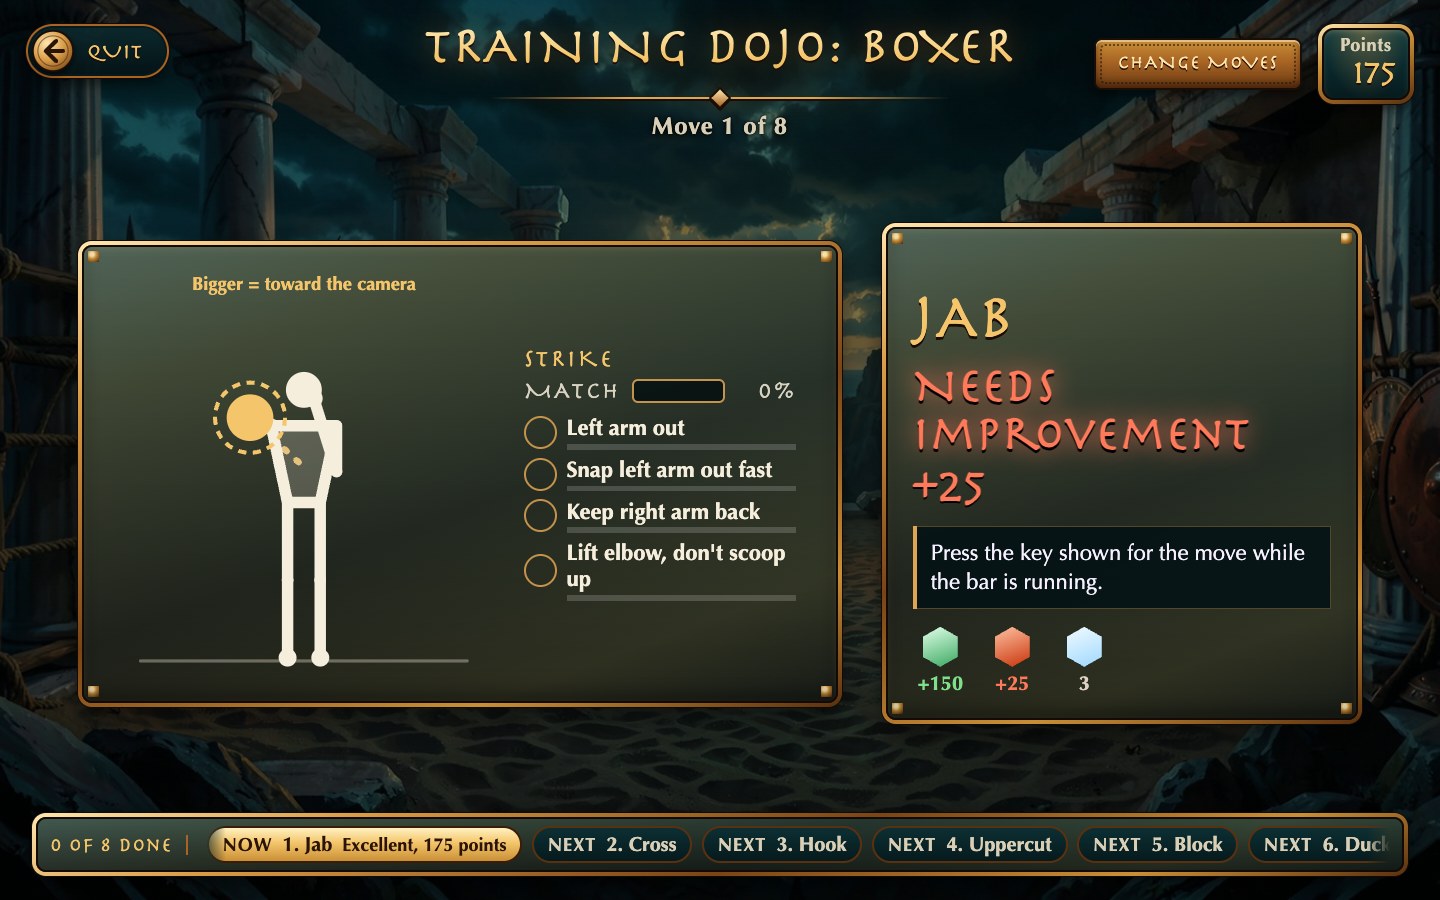 QUIT
TRAINING DOJO: BOXER
Move 1 of 8
CHANGE MOVES
Points
175
Bigger = toward the camera
STRIKE
MATCH 0%
Left arm out
Snap left arm out fast
Keep right arm back
Lift elbow, don't scoop
up
JAB
NEEDS
IMPROVEMENT
+25
Press the key shown for the move while
the bar is running.
+150 +25 3
0 OF 8 DONE NOW 1. Jab Excellent, 175 points NEXT 2. Cross NEXT 3. Hook NEXT 4. Uppercut NEXT 5. Block NEXT 6. Duck